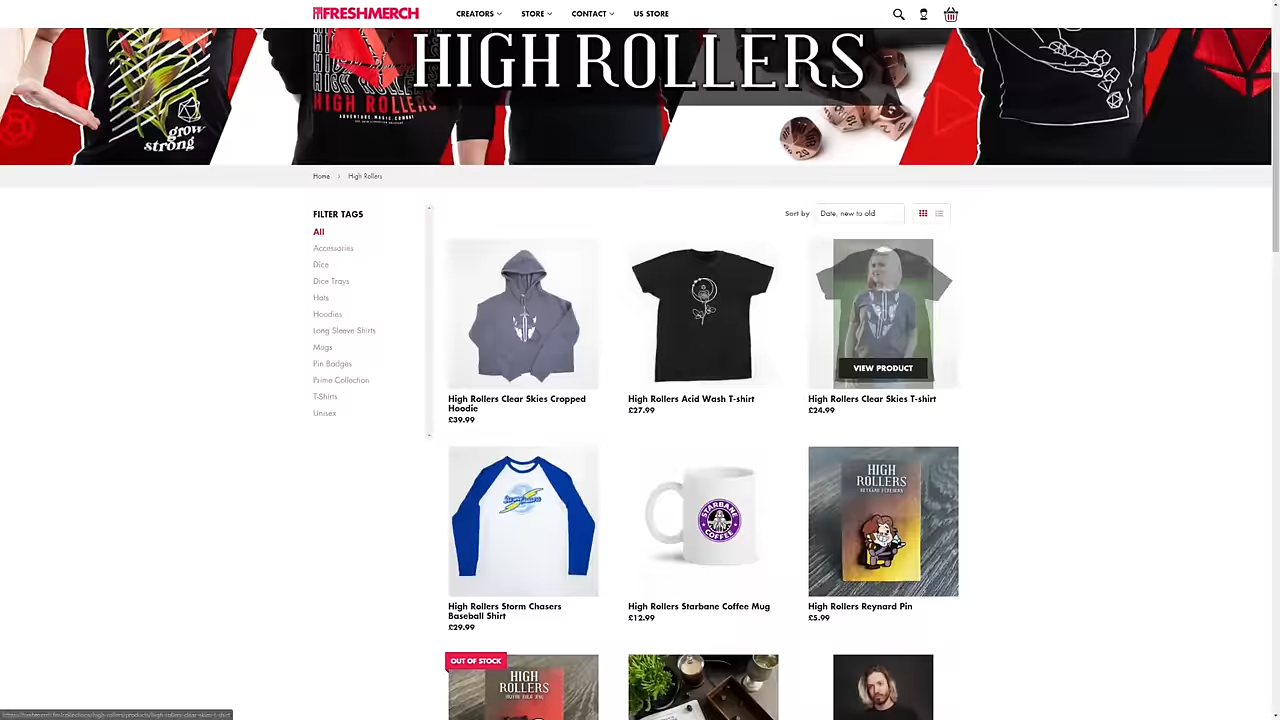 FRESHMERCH
CREATORS
STORE
CONTACT
US STORE
HIGH ROLLERS
grow
strong
HIGH ROLLERS
ADVENTURE.MAGIC.COMBAT
20
Home › High Rollers
FILTER TAGS
All
Accessories
Dice
Dice Trays
Hats
Hoodies
Long Sleeve Shirts
Mugs
Pin Badges
Prime Collection
T-Shirts
Unisex
Sort by
Date, new to old
VIEW PRODUCT
High Rollers Clear Skies Cropped
Hoodie
£39.99
High Rollers Acid Wash T-shirt
£27.99
High Rollers Clear Skies T-shirt
£24.99
STARBANE
COFFEE
HIGH
ROLLERS
High Rollers Storm Chasers
Baseball Shirt
£29.99
High Rollers Starbane Coffee Mug
£12.99
High Rollers Reynard Pin
£5.99
OUT OF STOCK
HIGH
ROLLERS